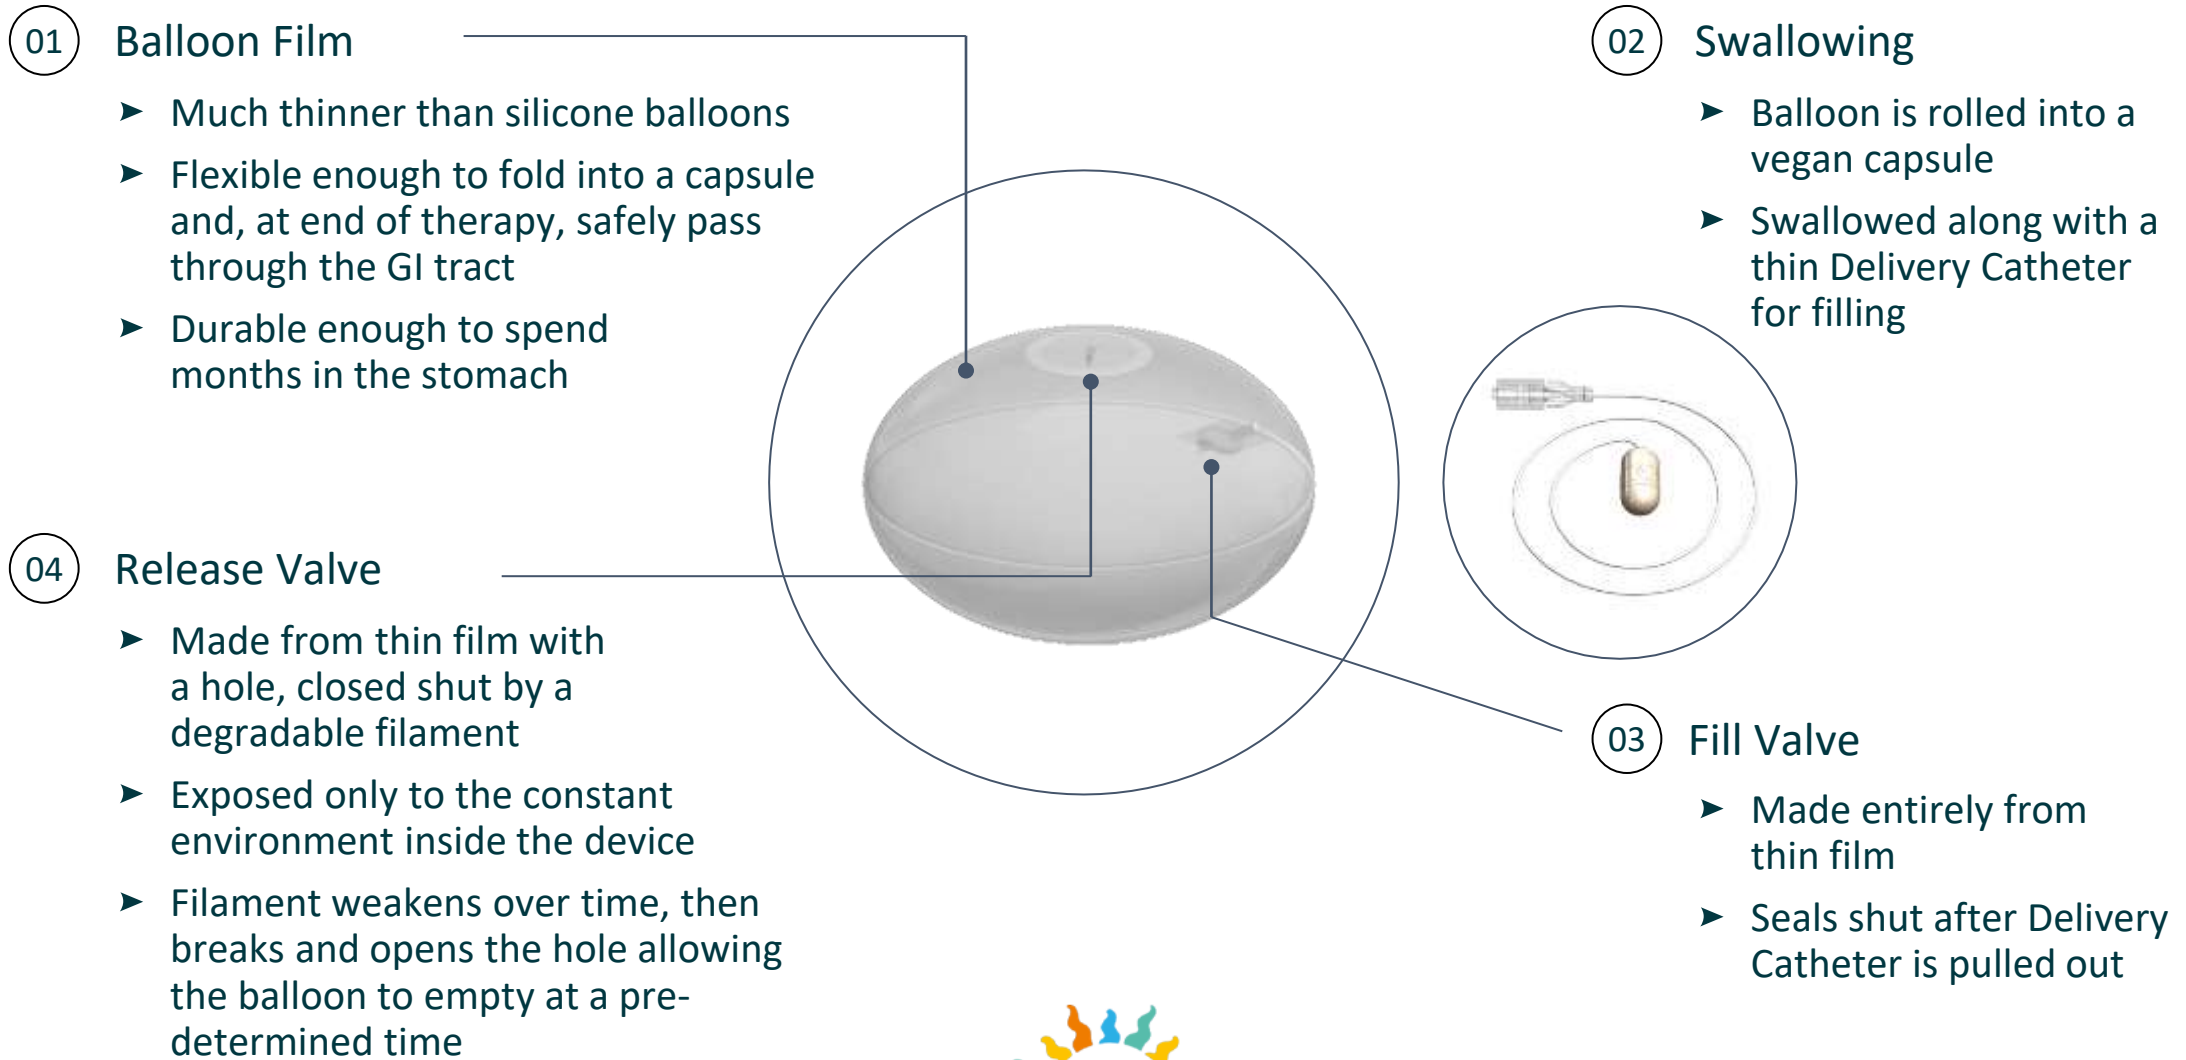 01
Balloon Film
➤ Much thinner than silicone balloons
➤ Flexible enough to fold into a capsule
and, at end of therapy, safely pass
through the GI tract
➤ Durable enough to spend
months in the stomach
02
Swallowing
➤ Balloon is rolled into a
vegan capsule
➤ Swallowed along with a
thin Delivery Catheter
for filling
03
Fill Valve
➤ Made entirely from
thin film
➤ Seals shut after Delivery
Catheter is pulled out
04
Release Valve
➤ Made from thin film with
a hole, closed shut by a
degradable filament
➤ Exposed only to the constant
environment inside the device
➤ Filament weakens over time, then
breaks and opens the hole allowing
the balloon to empty at a pre-
determined time